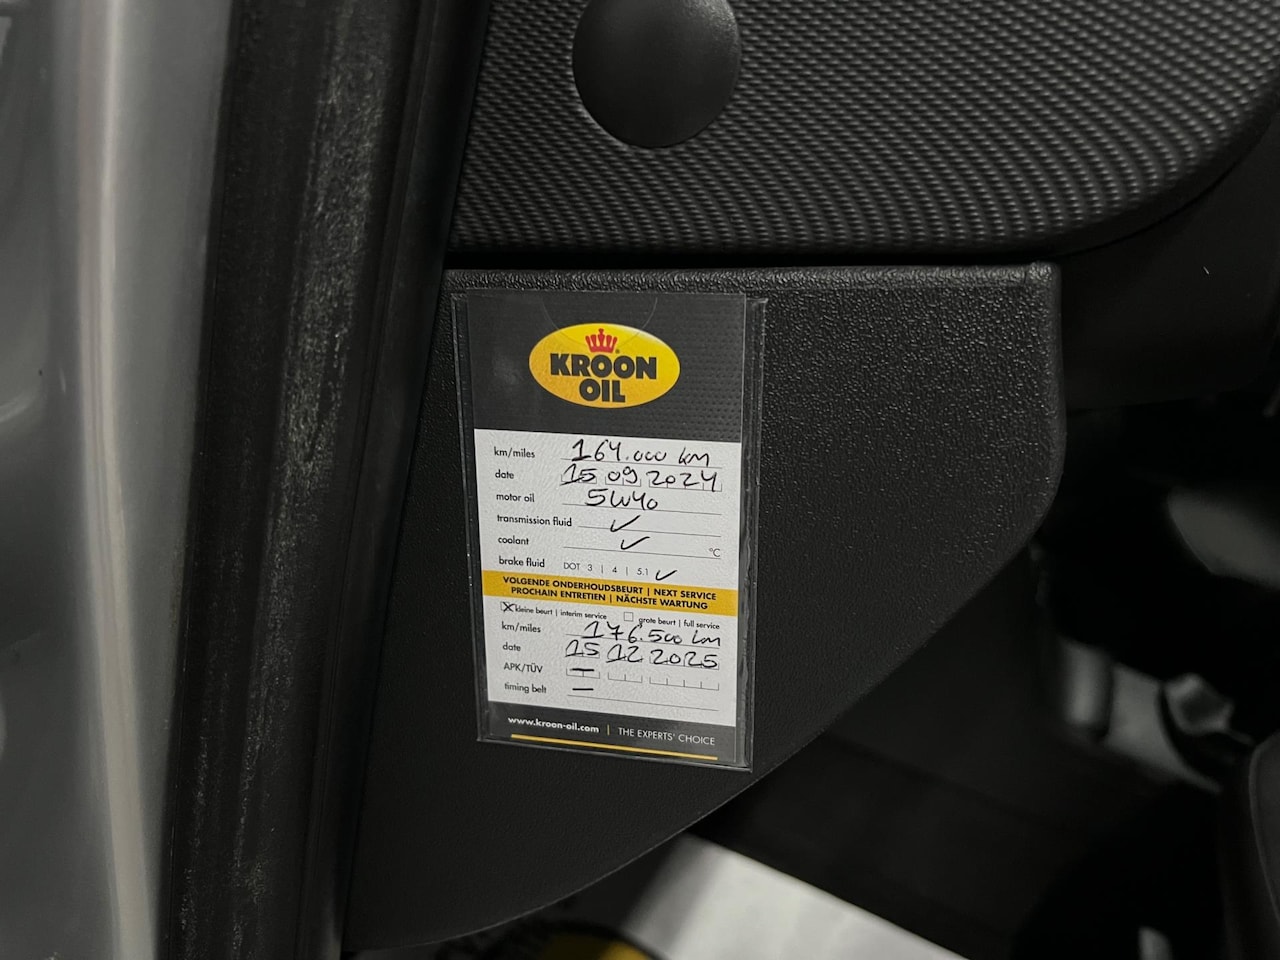 KROON
OIL
km/miles 164.000 km
date 15 09 2024
motor oil 5W40
transmission fluid ✓
coolant ✓ °C
brake fluid DOT 3 | 4 | 5.1 ✓
VOLGENDE ONDERHOUDSBEURT | NEXT SERVICE
PROCHAIN ENTRETIEN | NÄCHSTE WARTUNG
☒ kleine beurt | interim service ☐ grote beurt | full service
km/miles 176.500 km
date 15 12 2025
APK/TÜV —
timing belt —
www.kroon-oil.com | THE EXPERTS' CHOICE